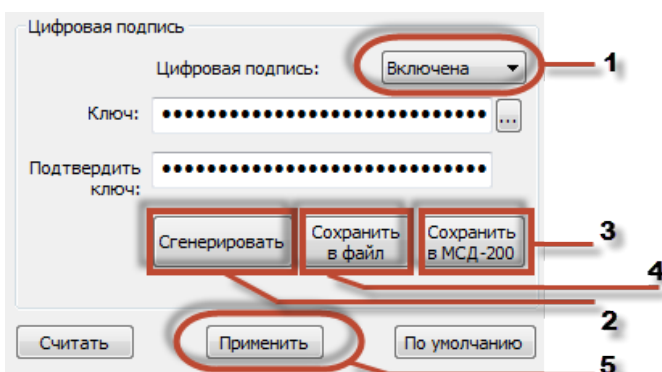 Цифровая подпись
Цифровая подпись: Включена 1
Ключ: ●●●●●●●●●●●●●●●●●●●●●●●●●●●●● ...
Подтвердить ключ: ●●●●●●●●●●●●●●●●●●●●●●●●●●●●●
Сгенерировать
Сохранить
в файл
Сохранить
в МСД-200
3
4
2
Считать Применить По умолчанию
5